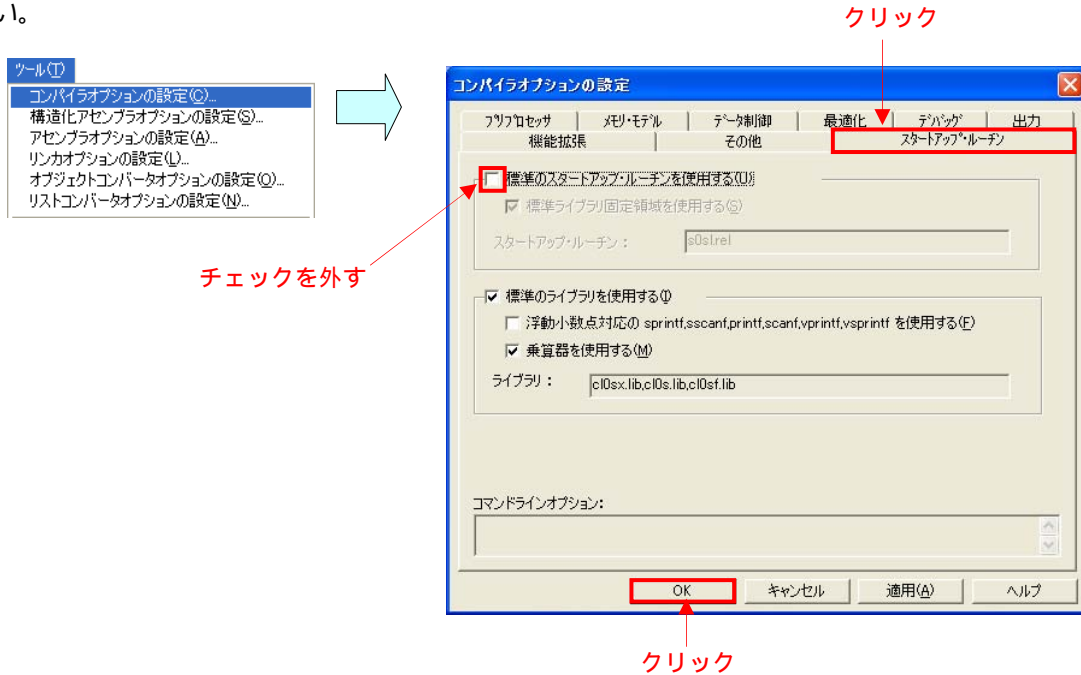 い。
クリック
ツール(T)
コンパイラオプションの設定(C)...
構造化アセンブラオプションの設定(S)...
アセンブラオプションの設定(A)...
リンカオプションの設定(L)...
オブジェクトコンバータオプションの設定(O)...
リストコンバータオプションの設定(N)...
コンパイラオプションの設定
プリプロセッサ メモリ・モデル データ制御 最適化 デバッグ 出力
機能拡張 その他 スタートアップ・ルーチン
標準のスタートアップ・ルーチンを使用する(U)
標準ライブラリ固定領域を使用する(S)
スタートアップ・ルーチン： s0sl.rel
チェックを外す
標準のライブラリを使用する(I)
浮動小数点対応の sprintf,sscanf,printf,scanf,vprintf,vsprintf を使用する(F)
乗算器を使用する(M)
ライブラリ： cl0sx.lib,cl0s.lib,cl0sf.lib
コマンドラインオプション:
OK キャンセル 適用(A) ヘルプ
クリック